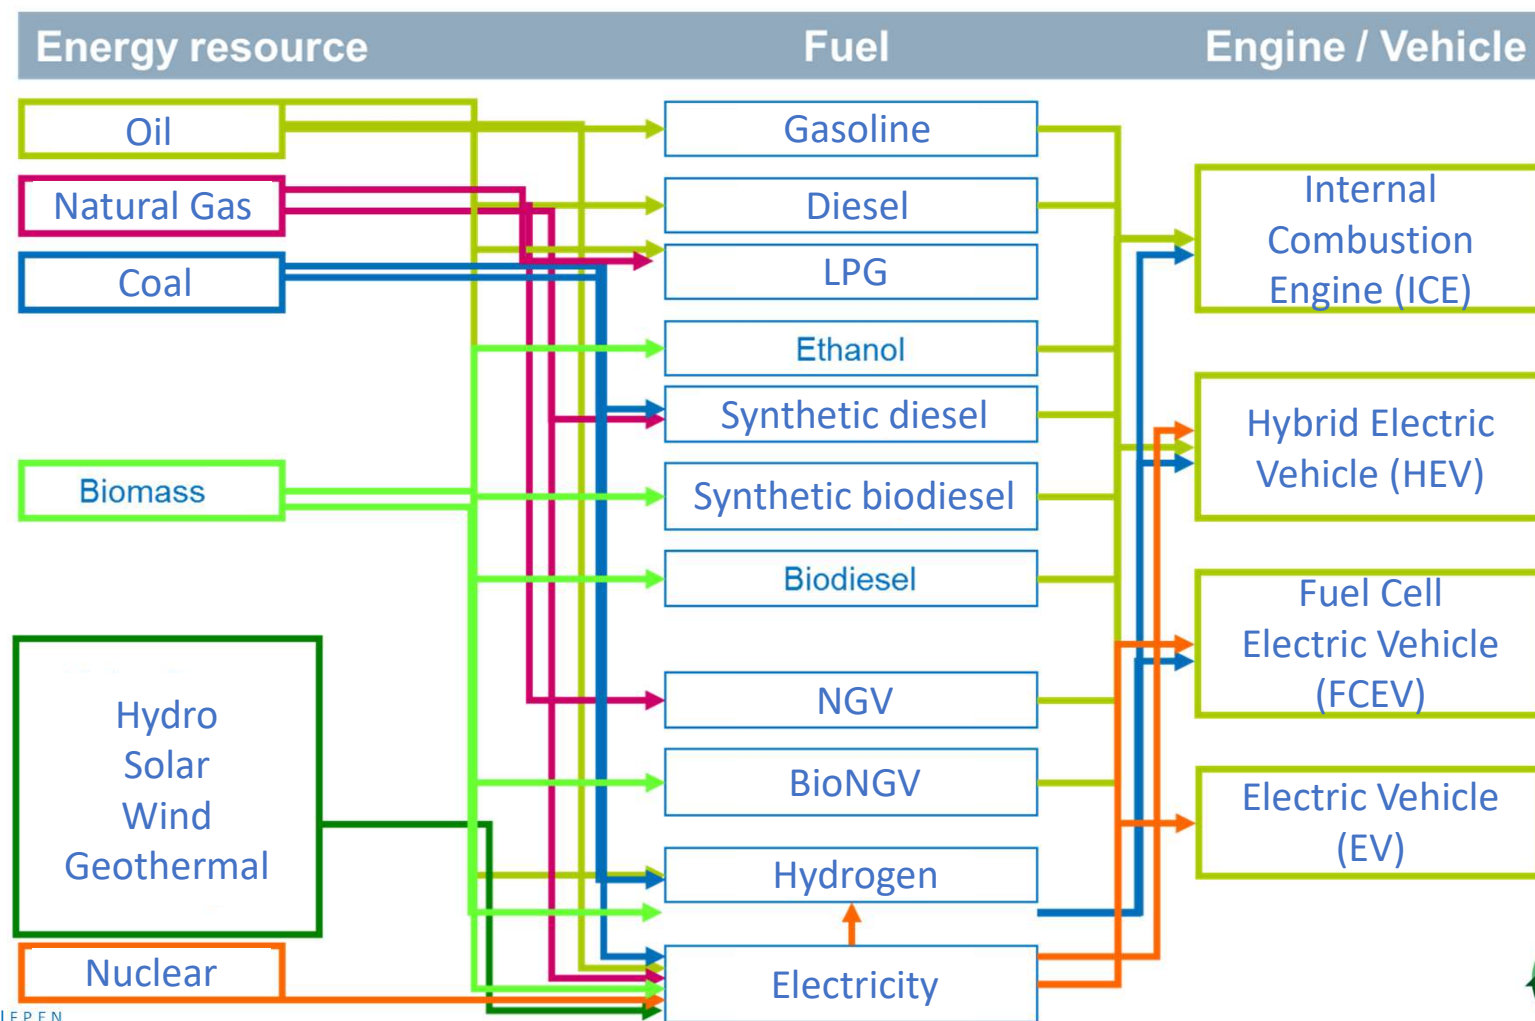 Energy resource
Fuel
Engine / Vehicle
Oil
Natural Gas
Coal
Biomass
Hydro
Solar
Wind
Geothermal
Nuclear
Gasoline
Diesel
LPG
Ethanol
Synthetic diesel
Synthetic biodiesel
Biodiesel
NGV
BioNGV
Hydrogen
Electricity
Internal
Combustion
Engine (ICE)
Hybrid Electric
Vehicle (HEV)
Fuel Cell
Electric Vehicle
(FCEV)
Electric Vehicle
(EV)